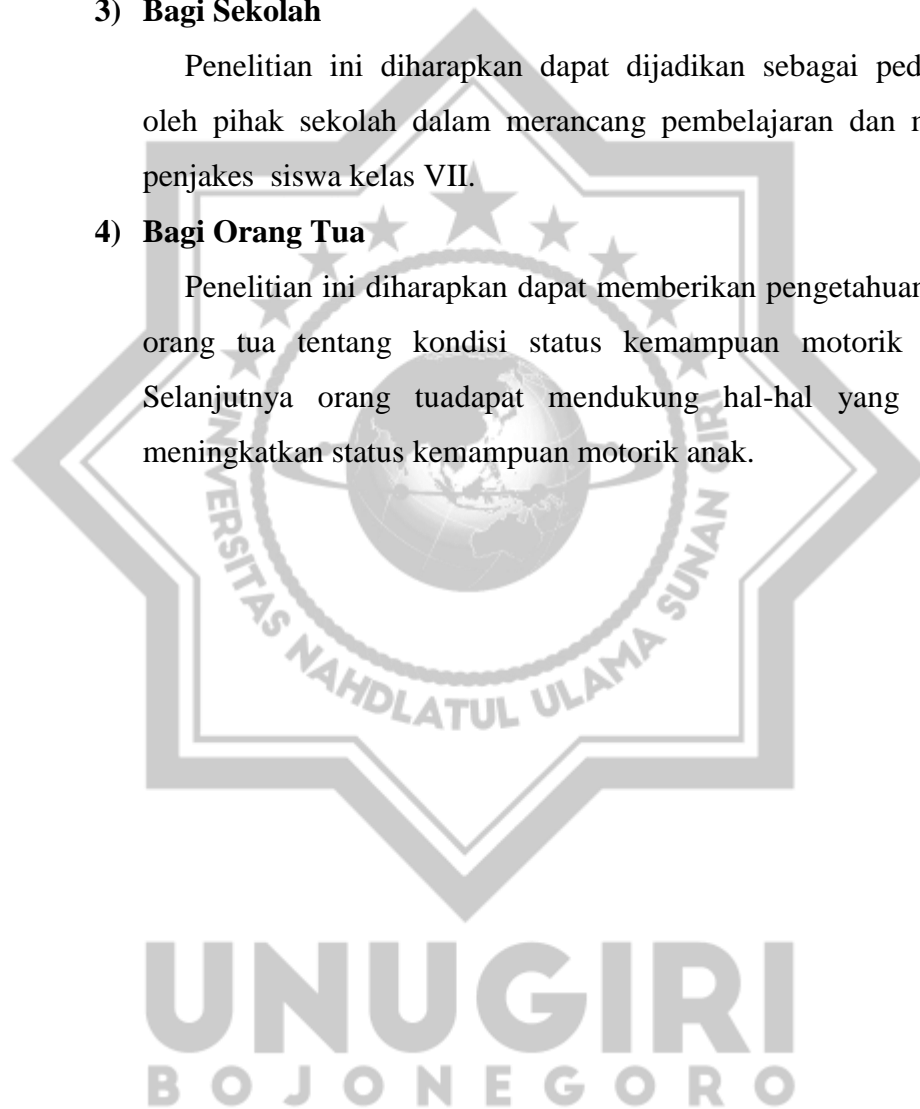 3) Bagi Sekolah
Penelitian ini diharapkan dapat dijadikan sebagai
oleh pihak sekolah dalam merancang pembelajaran dan
penjakes siswa kelas VII.
4) Bagi Orang Tua
Penelitian ini diharapkan dapat memberikan pengetahuan
orang tua tentang kondisi status kemampuan motorik
Selanjutnya orang tuadapat mendukung hal-hal yang
meningkatkan status kemampuan motorik anak.
UNIVERSITAS NAHDLATUL ULAMA SUNAN GIRI
UNUGIRI
BOJONEGORO